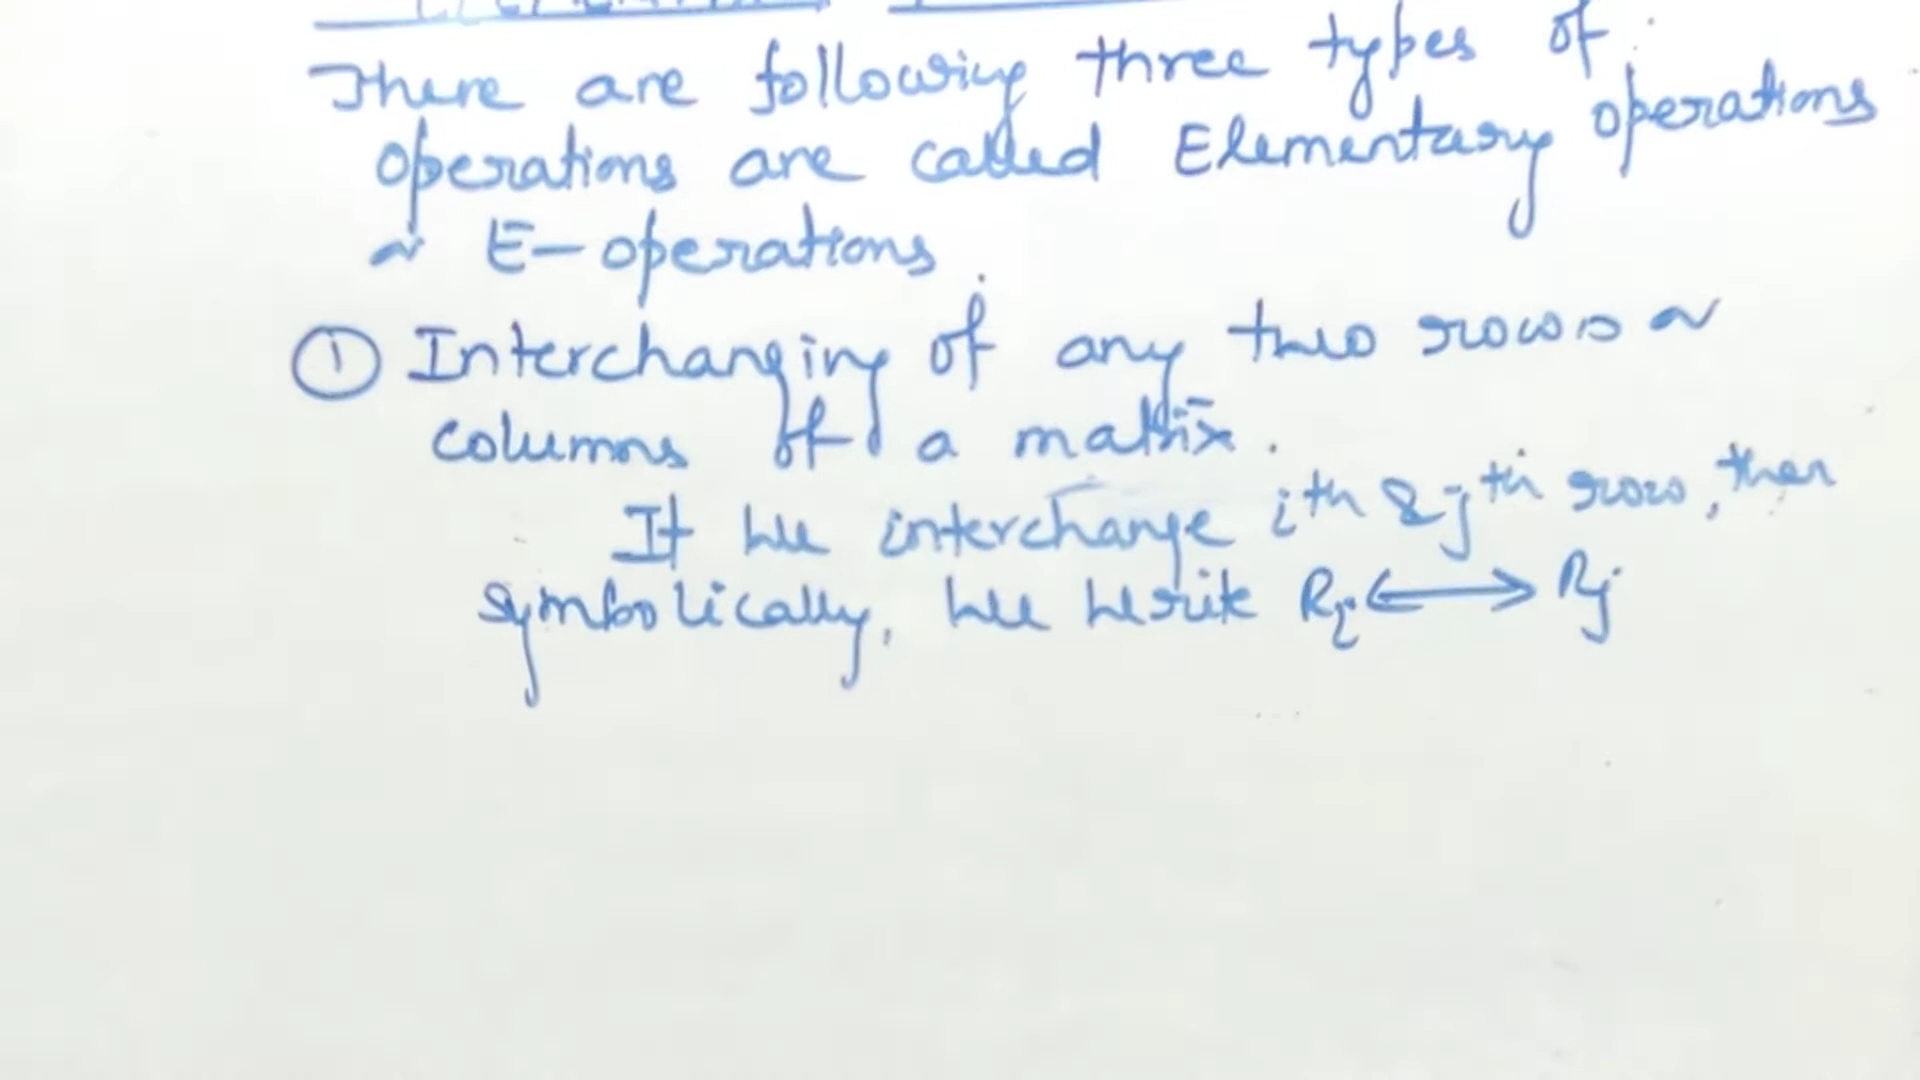 There are following three types of
operations are called Elementary operations
or E-operations.
① Interchanging of any two rows or
columns of a matrix.
If we interchange ith & jth row, then
symbolically, we write Ri ⟷ Rj